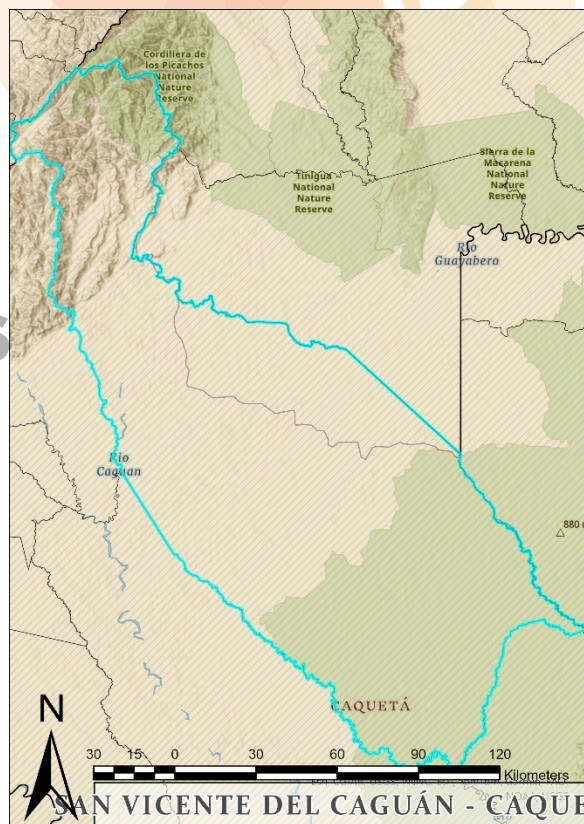 Cordillera de
los Picachos
National
Nature
Reserve
Tinigua
National
Nature
Reserve
Sierra de la
Macarena
National
Nature
Reserve
Río
Guayabero
Río
Caguan
880
CAQUETÁ
N
30 15 0 30 60 90 120
Kilometers
SAN VICENTE DEL CAGUÁN - CAQUE